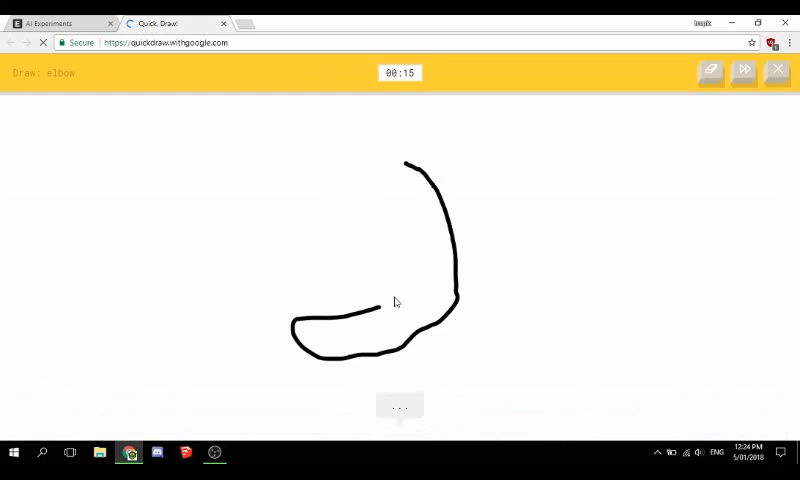 AI Experiments
Quick, Draw!
Secure
https://quickdraw.withgoogle.com
Draw: elbow
00:15
...
ENG
12:24 PM
5/01/2018